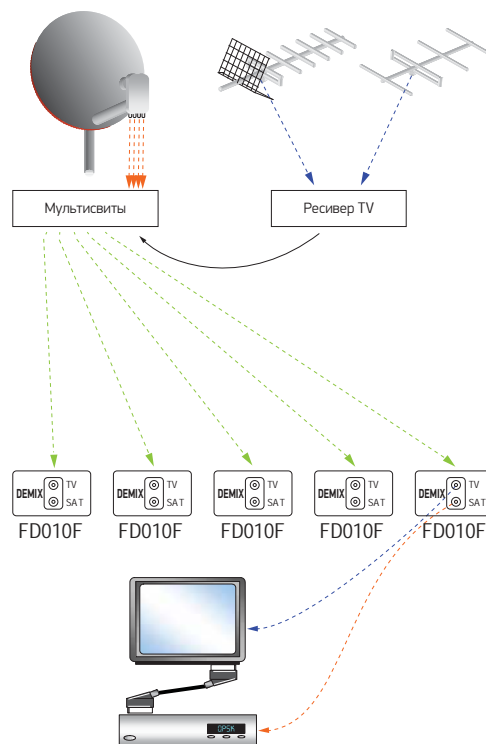 Мультисвиты
Ресивер TV
DEMIX TV SAT
DEMIX TV SAT
DEMIX TV SAT
DEMIX TV SAT
DEMIX TV SAT
FD010F
FD010F
FD010F
FD010F
FD010F
OPSK